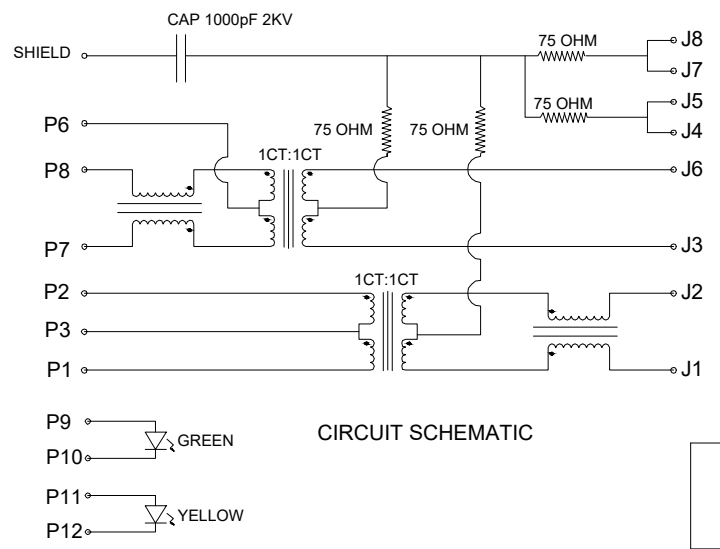 CAP 1000pF 2KV
SHIELD
75 OHM
J8
J7
75 OHM
J5
J4
P6
75 OHM
75 OHM
1CT:1CT
P8
J6
P7
J3
1CT:1CT
P2
J2
P3
P1
J1
P9
GREEN
P10
CIRCUIT SCHEMATIC
P11
YELLOW
P12